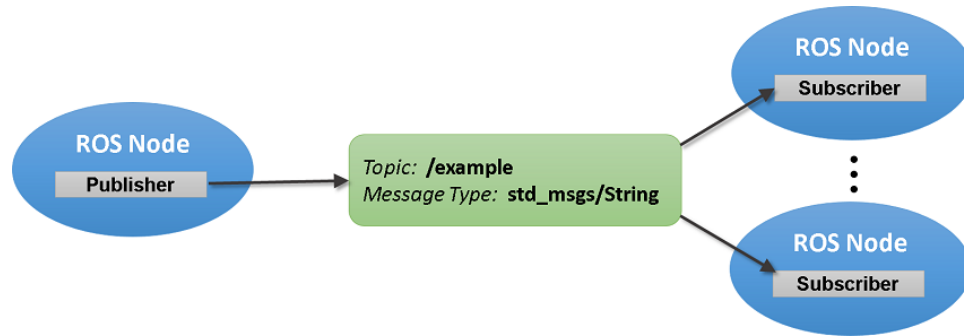 ROS Node
Publisher
Topic: /example
Message Type: std_msgs/String
ROS Node
Subscriber
ROS Node
Subscriber